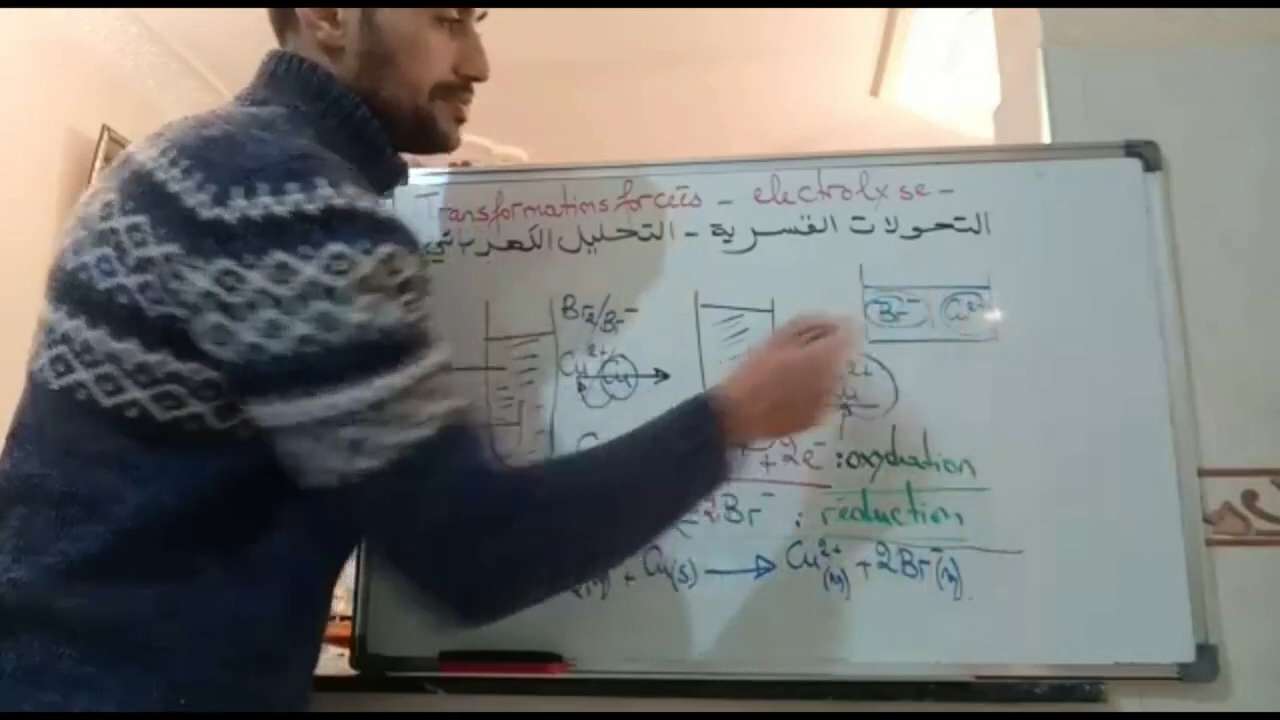 Transformations forcées - electrolyse -
التحولات القسرية - التحليل الكهربائي
Br2/Br⁻
Cu²⁺/Cu
Br⁻ Cu²⁺
+2e⁻ : oxydation
2Br⁻ : réduction
+ Cu(s) → Cu²⁺(aq) + 2Br⁻(aq)